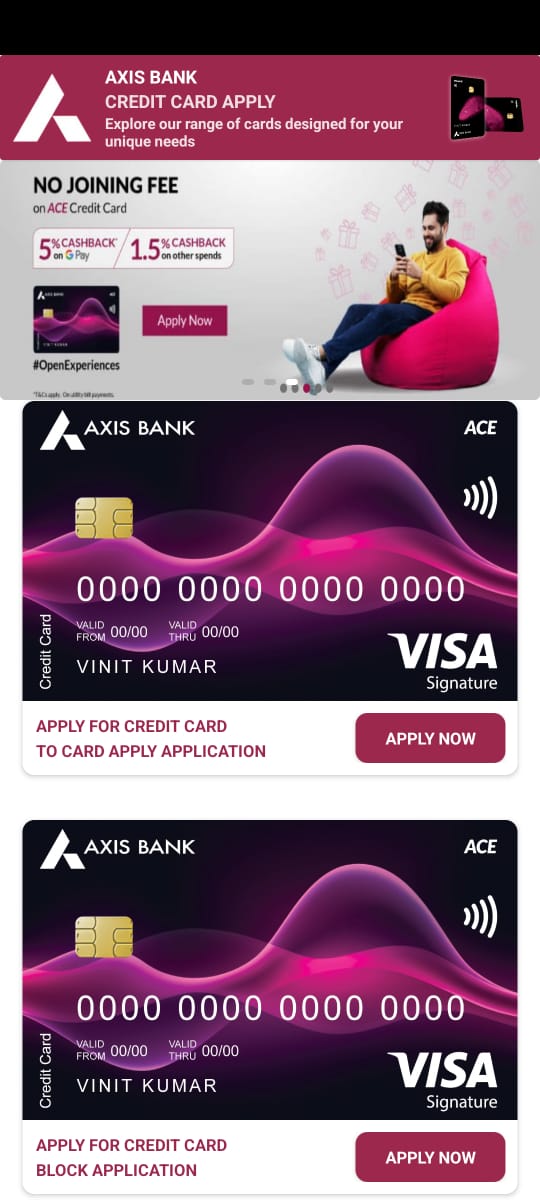 AXIS BANK
CREDIT CARD APPLY
Explore our range of cards designed for your
unique needs
NO JOINING FEE
on ACE Credit Card
5% CASHBACK* on G Pay
1.5% CASHBACK on other spends
AXIS BANK ACE
VINIT KUMAR
Apply Now
#OpenExperiences
*T&Cs apply. On utility bill payments.
AXIS BANK ACE
0000 0000 0000 0000
VALID FROM 00/00 VALID THRU 00/00
VINIT KUMAR
Credit Card
VISA
Signature
APPLY FOR CREDIT CARD
TO CARD APPLY APPLICATION
APPLY NOW
AXIS BANK ACE
0000 0000 0000 0000
VALID FROM 00/00 VALID THRU 00/00
VINIT KUMAR
Credit Card
VISA
Signature
APPLY FOR CREDIT CARD
BLOCK APPLICATION
APPLY NOW